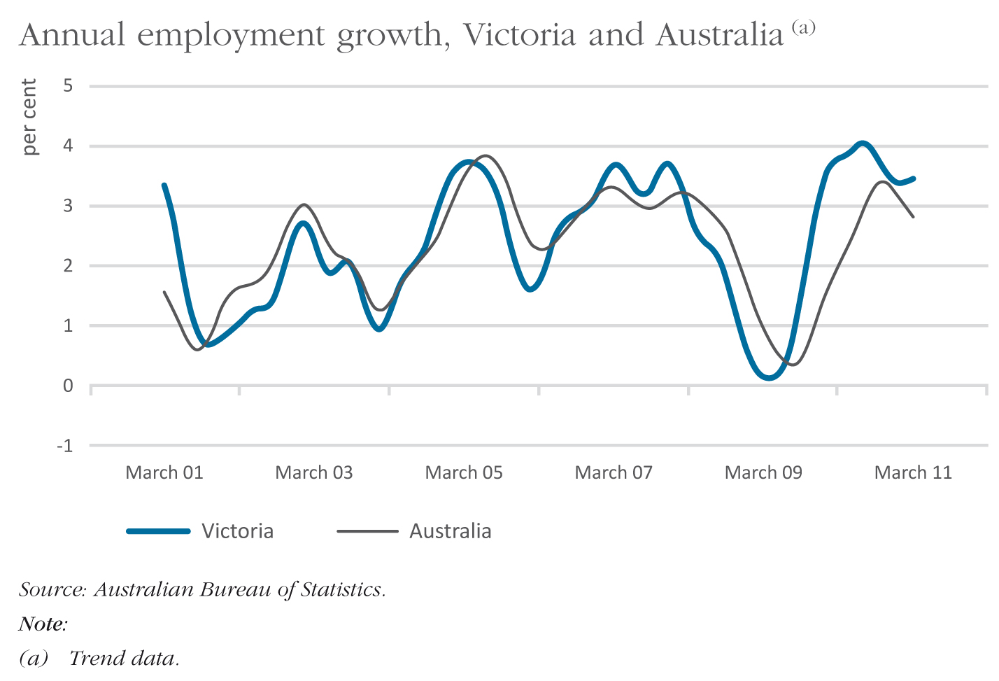 Annual employment growth, Victoria and Australia (a)
per cent
5
4
3
2
1
0
-1
March 01 March 03 March 05 March 07 March 09 March 11
Victoria Australia
Source: Australian Bureau of Statistics.
Note:
(a) Trend data.